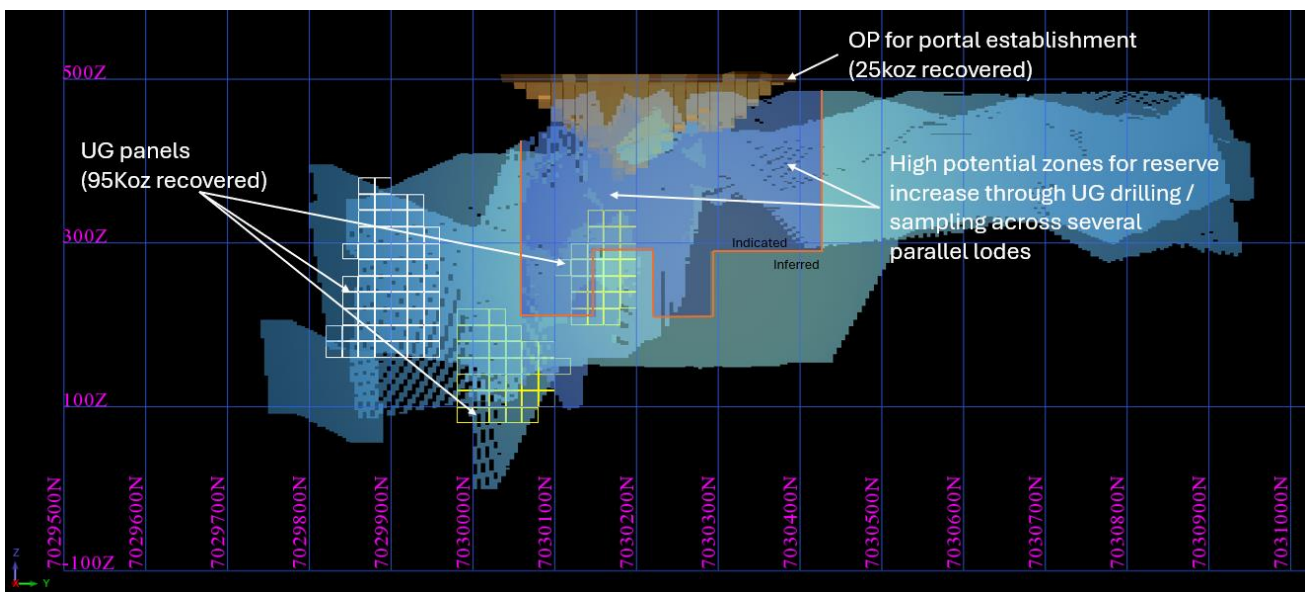 OP for portal establishment
(25koz recovered)
500Z
UG panels
(95Koz recovered)
High potential zones for reserve
increase through UG drilling /
sampling across several
parallel lodes
300Z
Indicated
Inferred
100Z
7029500N
7029600N
7029700N
7029800N
7029900N
7030000N
7030100N
7030200N
7030300N
7030400N
7030500N
7030600N
7030700N
7030800N
7030900N
7031000N
-100Z
Z
Y